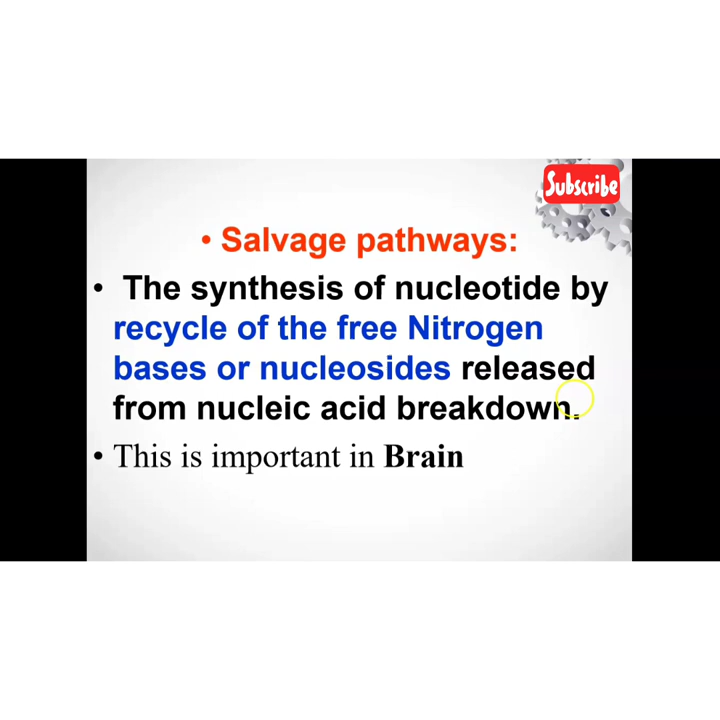 Subscribe
• Salvage pathways:
• The synthesis of nucleotide by
recycle of the free Nitrogen
bases or nucleosides released
from nucleic acid breakdown.
• This is important in Brain